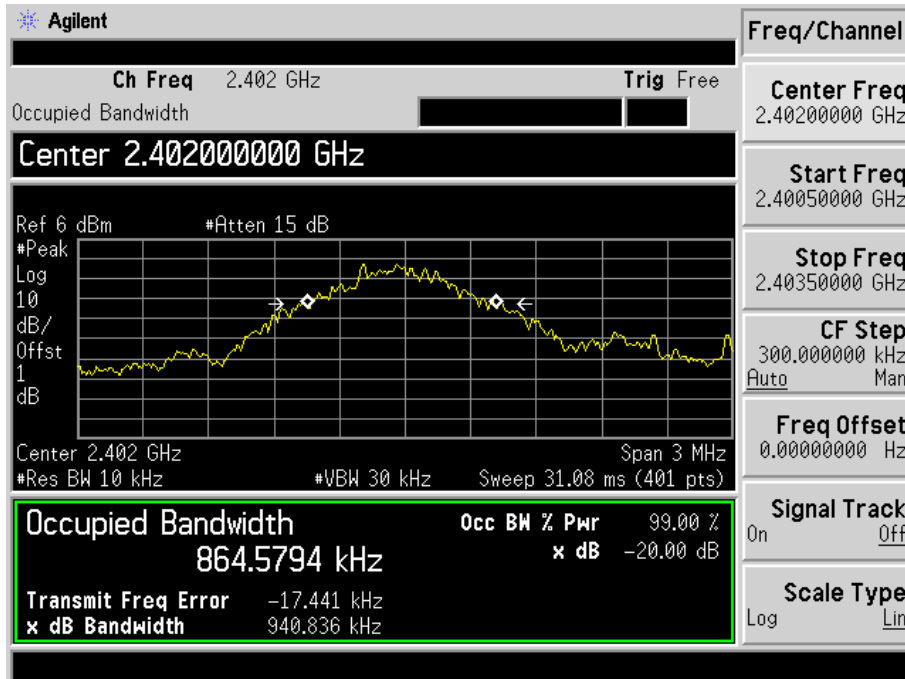 Agilent
Freq/Channel
Ch Freq 2.402 GHz Trig Free
Occupied Bandwidth
Center 2.402000000 GHz
Center Freq
2.40200000 GHz
Start Freq
2.40050000 GHz
Stop Freq
2.40350000 GHz
CF Step
300.000000 kHz
Auto Man
Freq Offset
0.00000000 Hz
Signal Track
On Off
Scale Type
Log Lin
Ref 6 dBm #Atten 15 dB
#Peak
Log
10
dB/
Offst
1
dB
Center 2.402 GHz Span 3 MHz
#Res BW 10 kHz #VBW 30 kHz Sweep 31.08 ms (401 pts)
Occupied Bandwidth
864.5794 kHz
Occ BW % Pwr 99.00 %
x dB -20.00 dB
Transmit Freq Error -17.441 kHz
x dB Bandwidth 940.836 kHz